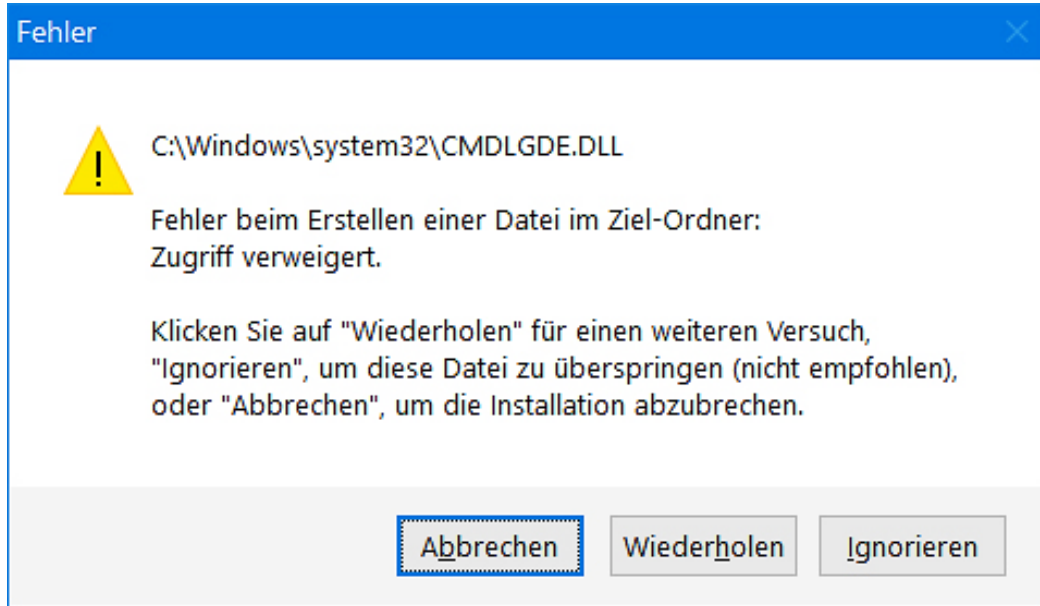 Fehler
C:\Windows\system32\CMDLGDE.DLL
Fehler beim Erstellen einer Datei im Ziel-Ordner:
Zugriff verweigert.
Klicken Sie auf "Wiederholen" für einen weiteren Versuch,
"Ignorieren", um diese Datei zu überspringen (nicht empfohlen),
oder "Abbrechen", um die Installation abzubrechen.
Abbrechen
Wiederholen
Ignorieren